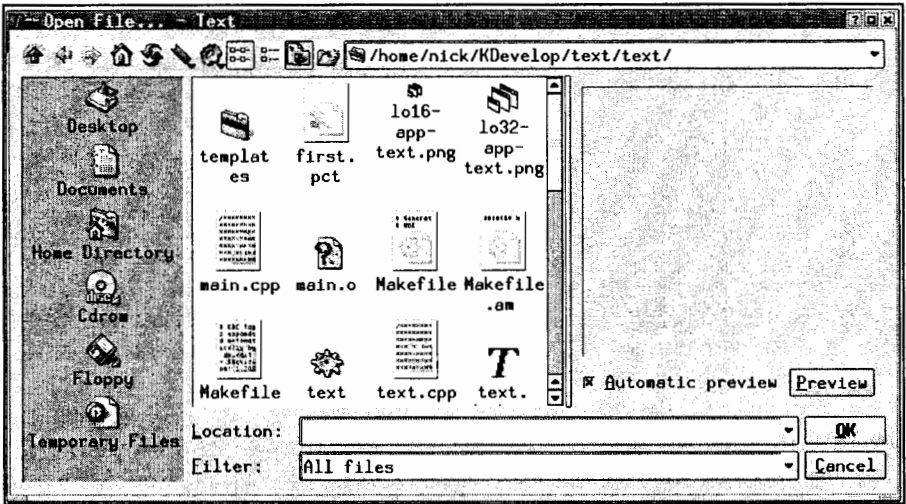 Open File... - Text
/home/nick/KDevelop/text/text/
Desktop
Documents
Home Directory
Cdrom
Floppy
Temporary Files
templat
es
first.
pct
lo16-
app-
text.png
lo32-
app-
text.png
main.cpp
main.o
Makefile
Makefile
.am
Makefile
text
text.cpp
text.
Automatic preview
Preview
Location:
OK
Filter:
All files
Cancel